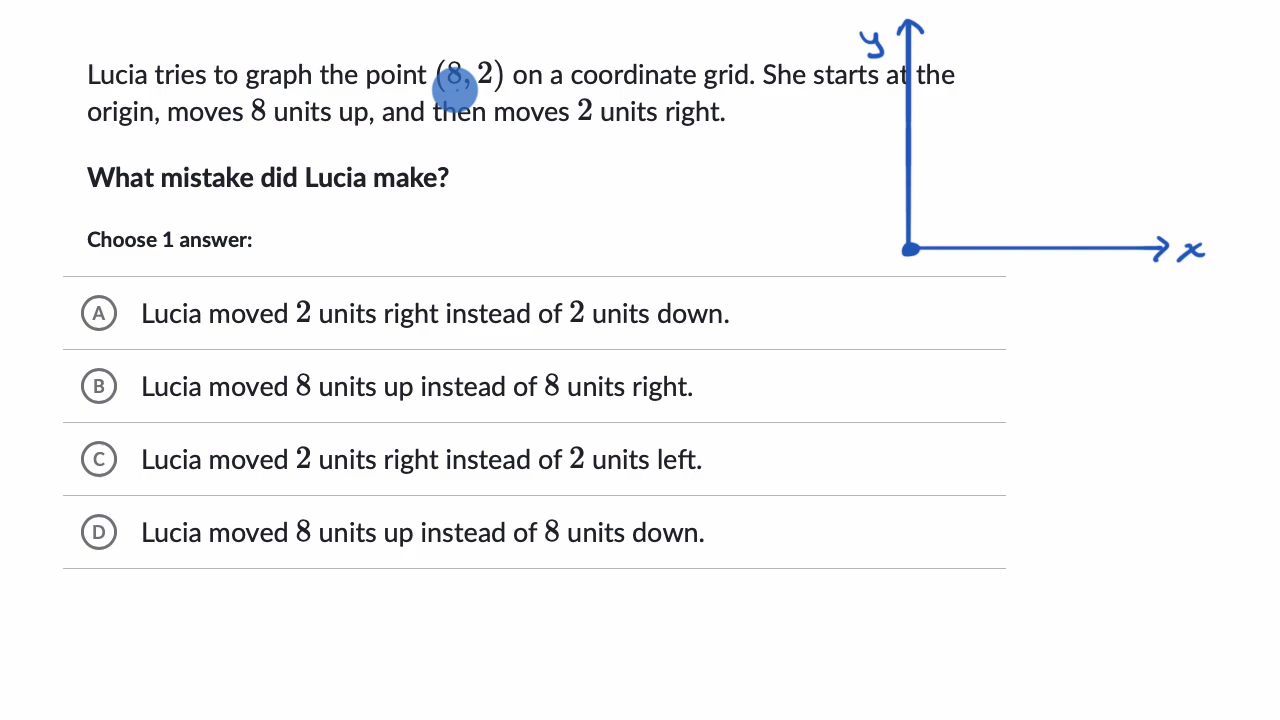 y
Lucia tries to graph the point (8, 2) on a coordinate grid. She starts at the
origin, moves 8 units up, and then moves 2 units right.
What mistake did Lucia make?
Choose 1 answer:
x
A Lucia moved 2 units right instead of 2 units down.
B Lucia moved 8 units up instead of 8 units right.
C Lucia moved 2 units right instead of 2 units left.
D Lucia moved 8 units up instead of 8 units down.